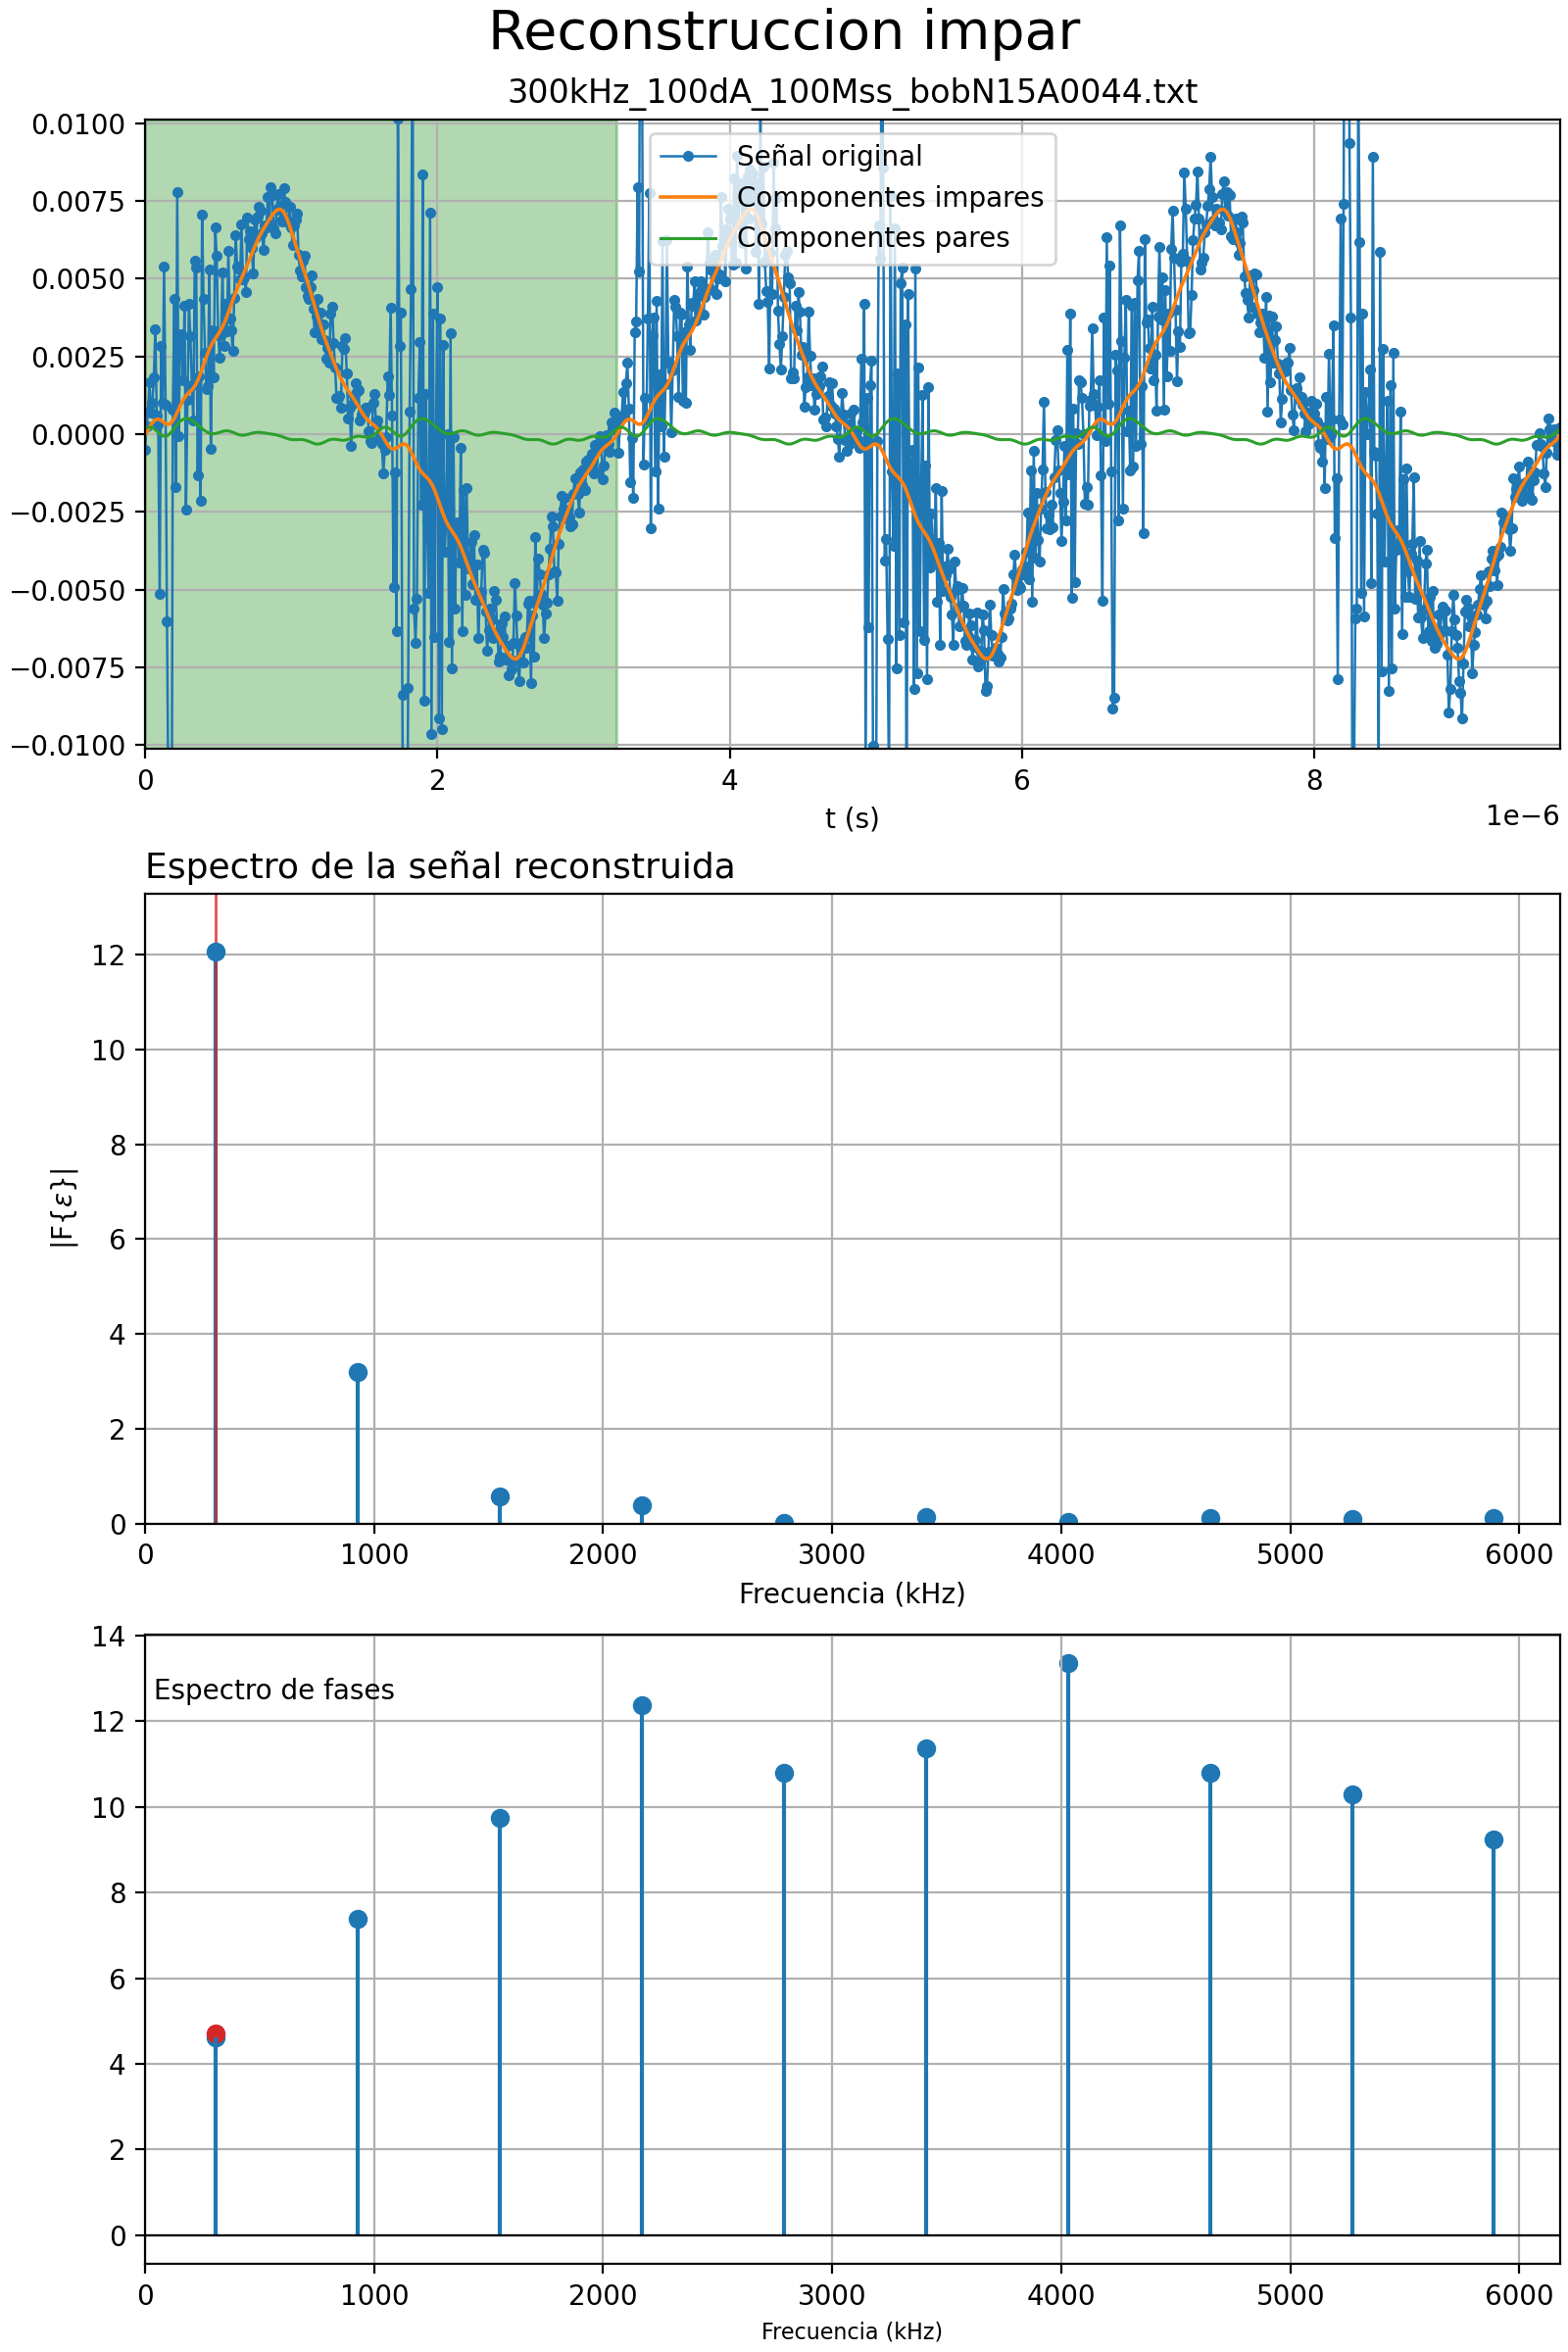 Reconstruccion impar
300kHz_100dA_100Mss_bobN15A0044.txt
0.0100
0.0075
0.0050
0.0025
0.0000
−0.0025
−0.0050
−0.0075
−0.0100
Señal original
Componentes impares
Componentes pares
0 2 4 6 8
t (s)
1e−6
Espectro de la señal reconstruida
12
10
8
6
4
2
0
|F{ε}|
0 1000 2000 3000 4000 5000 6000
Frecuencia (kHz)
14
12
10
8
6
4
2
0
Espectro de fases
0 1000 2000 3000 4000 5000 6000
Frecuencia (kHz)